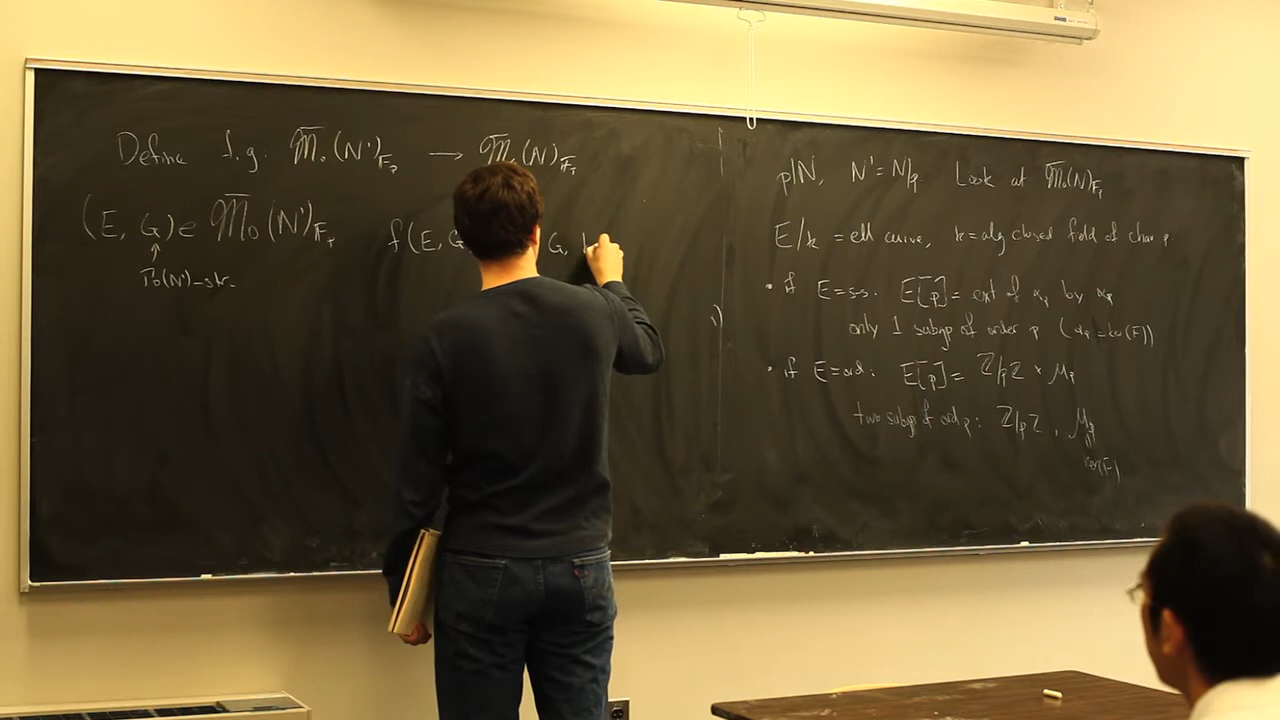 Define f,g: M̄₀(N')_{F_p} → M̄₀(N)_{F_p}
(E, G) ∈ M̄₀(N')_{F_p} f(E, G G,
↑
Γ₀(N')-str.
p|N, N' = N/p Look at M̄₀(N)_{F_p}
E/k = ell curve, k = alg closed field of char p.
• if E = s.s. E[p] = ext of α_p by α_p
only 1 subgp of order p (α_p = ker(F))
• if E = ord: E[p] = ℤ/pℤ × μ_p
two subgp of ord p: ℤ/pℤ, μ_p
ker(F)